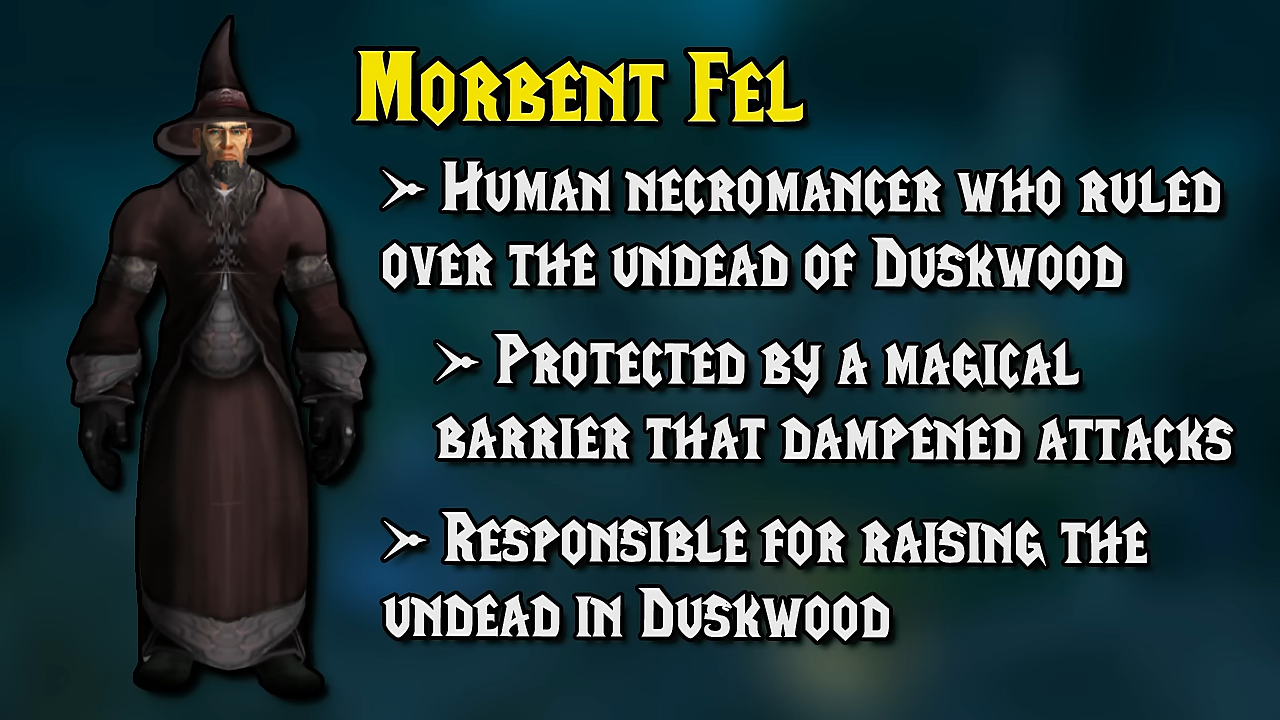 Morbent Fel
➢ Human necromancer who ruled
over the undead of Duskwood
➢ Protected by a magical
barrier that dampened attacks
➢ Responsible for raising the
undead in Duskwood